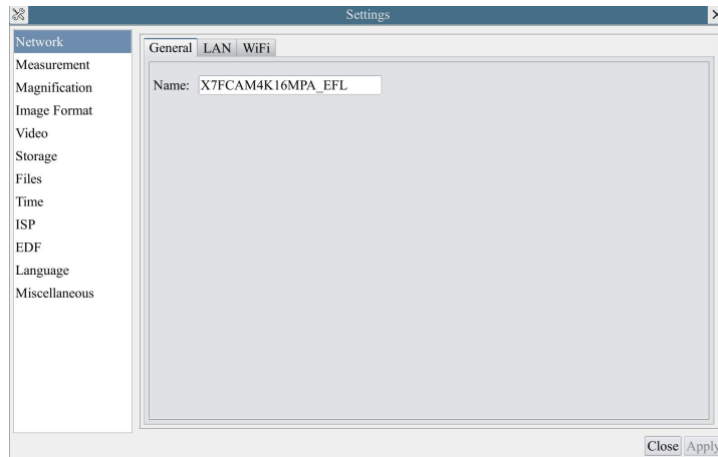 Settings
Network
Measurement
Magnification
Image Format
Video
Storage
Files
Time
ISP
EDF
Language
Miscellaneous
General LAN WiFi
Name: X7FCAM4K16MPA_EFL
Close Apply